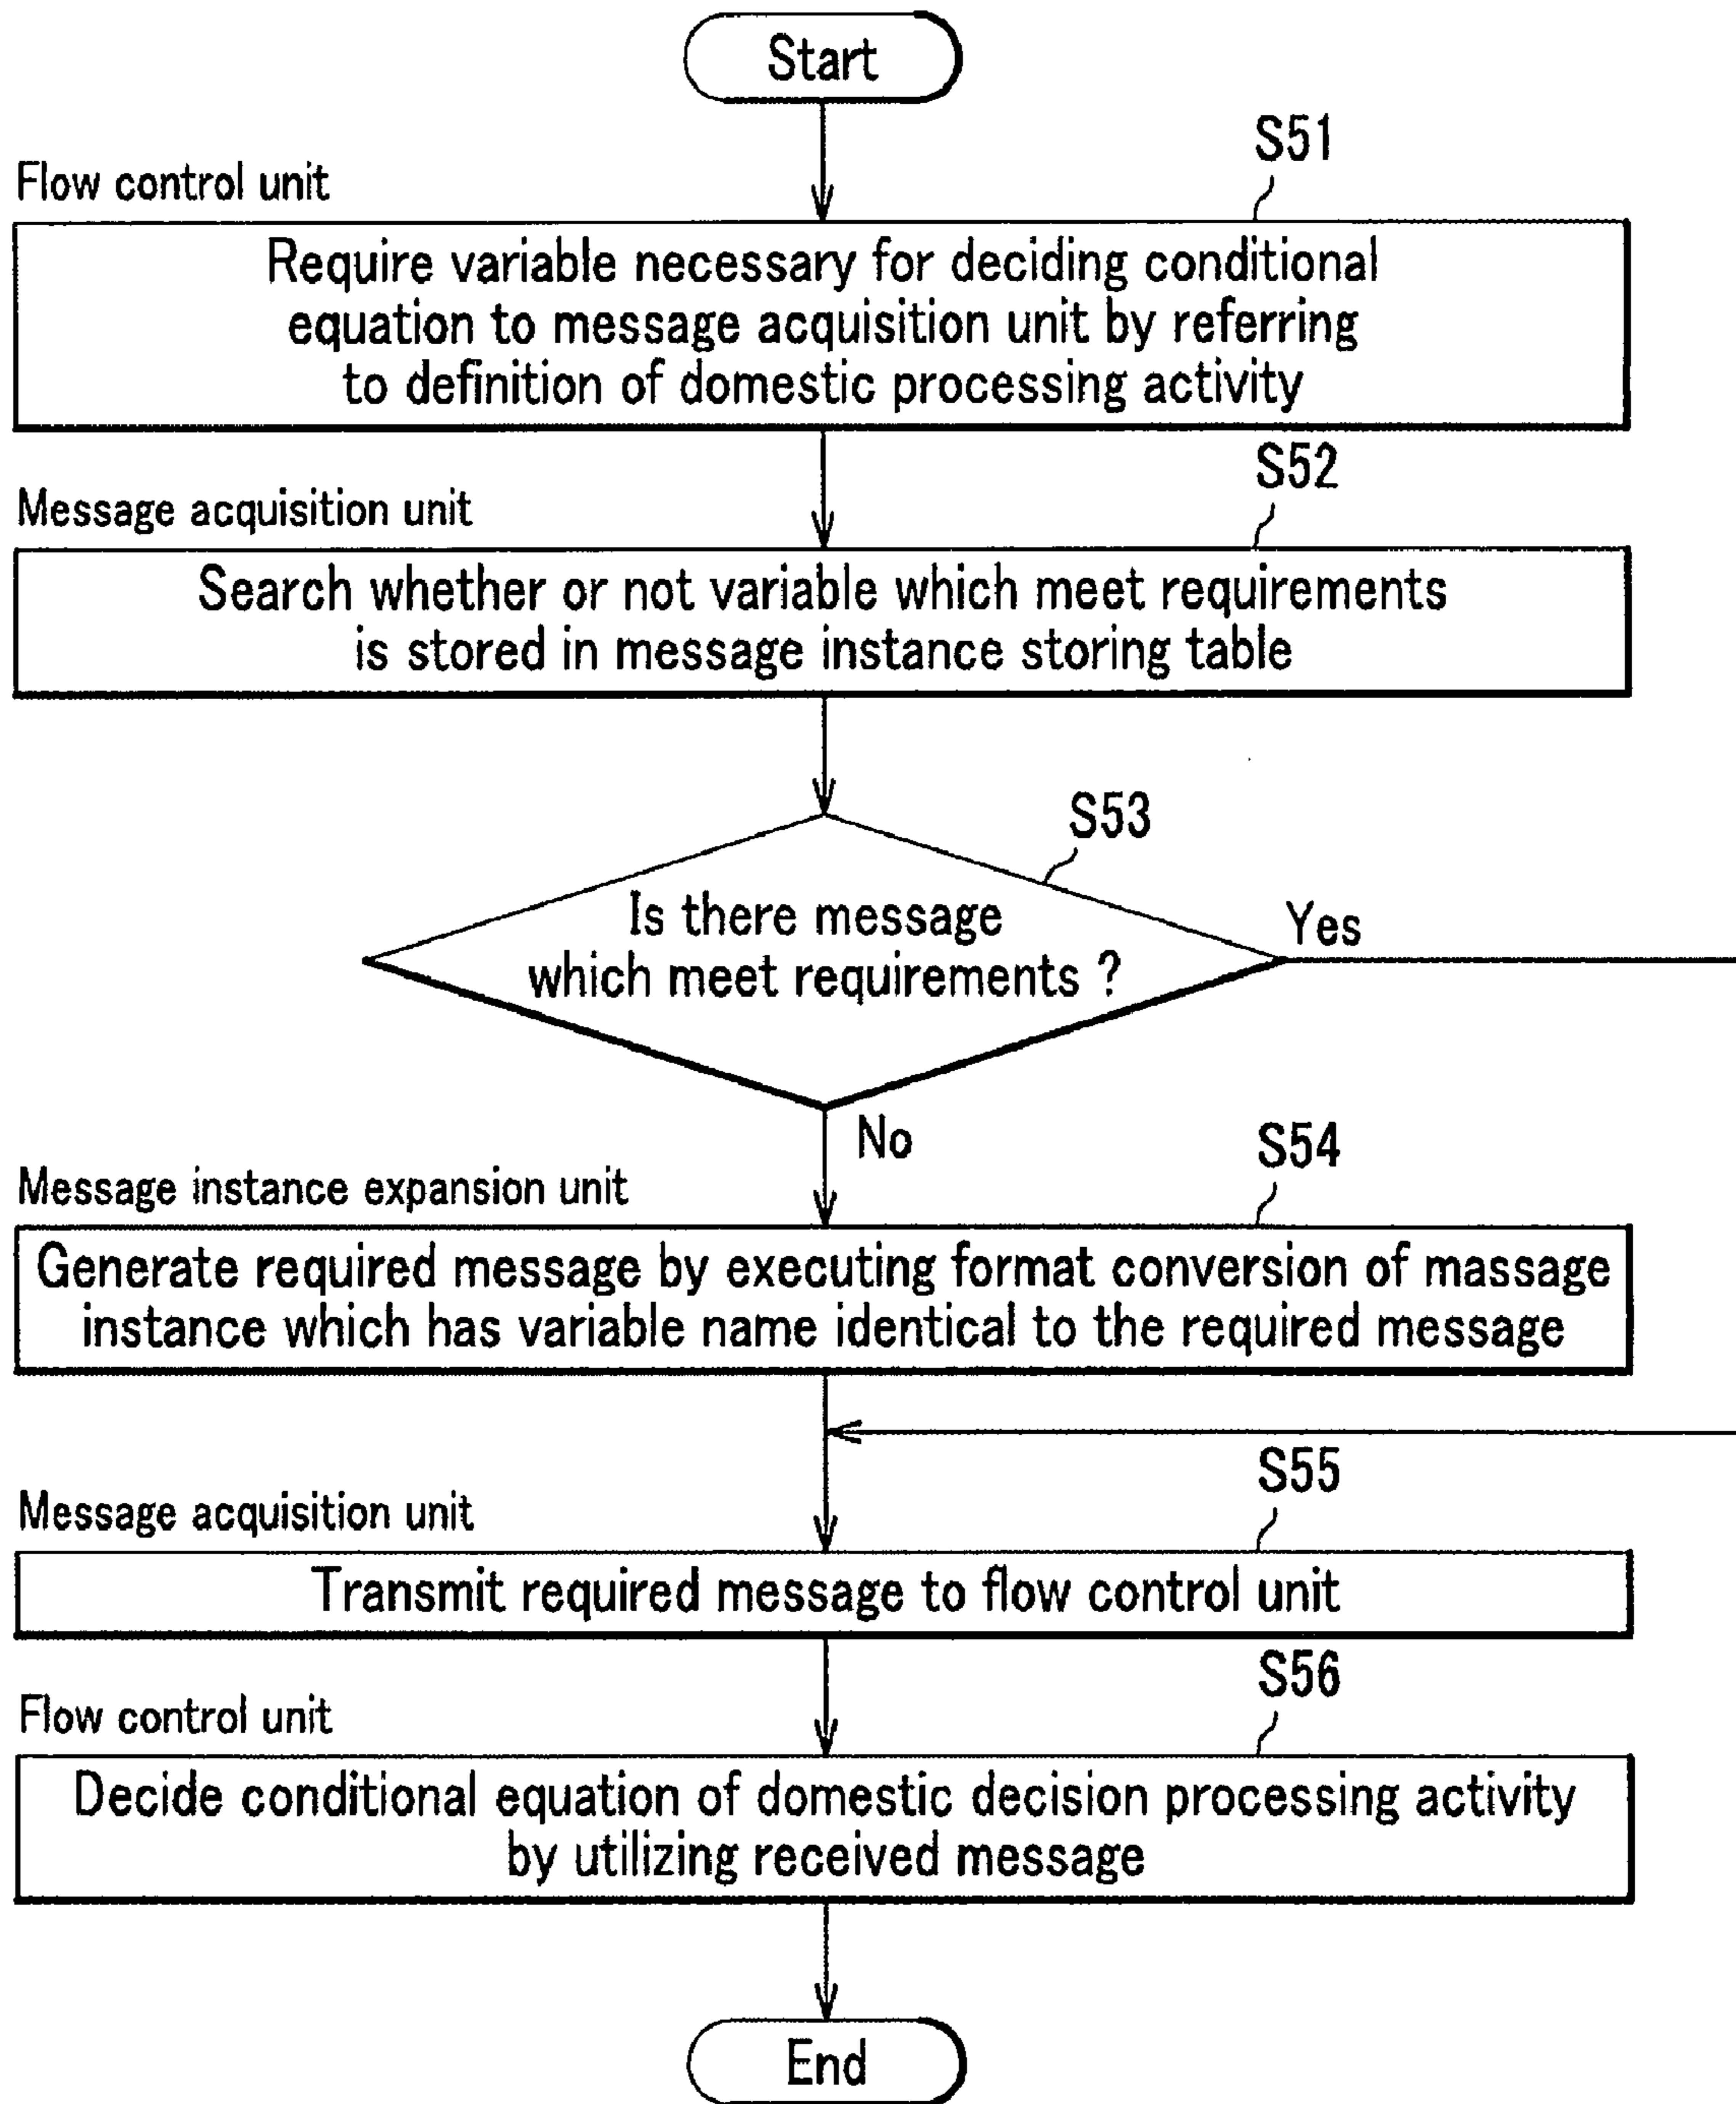 Start
S51
Flow control unit
Require variable necessary for deciding conditional
equation to message acquisition unit by referring
to definition of domestic processing activity
S52
Message acquisition unit
Search whether or not variable which meet requirements
is stored in message instance storing table
S53
Is there message
which meet requirements ?
Yes
No
S54
Message instance expansion unit
Generate required message by executing format conversion of massage
instance which has variable name identical to the required message
S55
Message acquisition unit
Transmit required message to flow control unit
S56
Flow control unit
Decide conditional equation of domestic decision processing activity
by utilizing received message
End